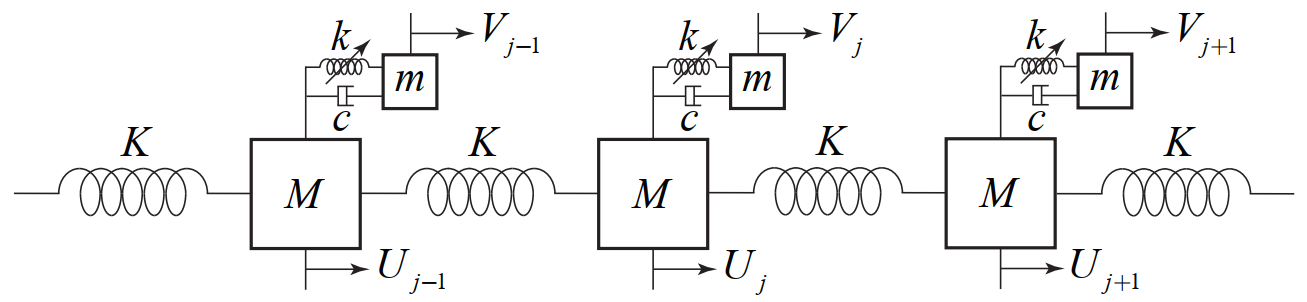 k V_{j-1} k V_j k V_{j+1}
m m m
c c c
K K K K
M M M
U_{j-1} U_j U_{j+1}